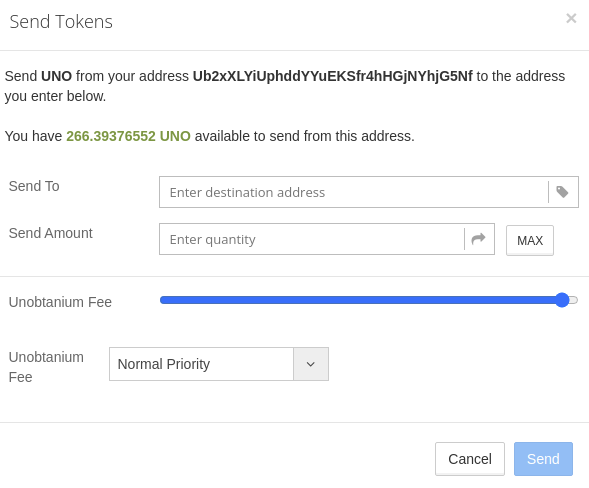 Send Tokens
×
Send UNO from your address Ub2xXLYiUphddYYuEKSfr4hHGjNYhjG5Nf to the address
you enter below.
You have 266.39376552 UNO available to send from this address.
Send To
Enter destination address
Send Amount
Enter quantity
MAX
Unobtanium Fee
Unobtanium
Fee
Normal Priority
Cancel
Send